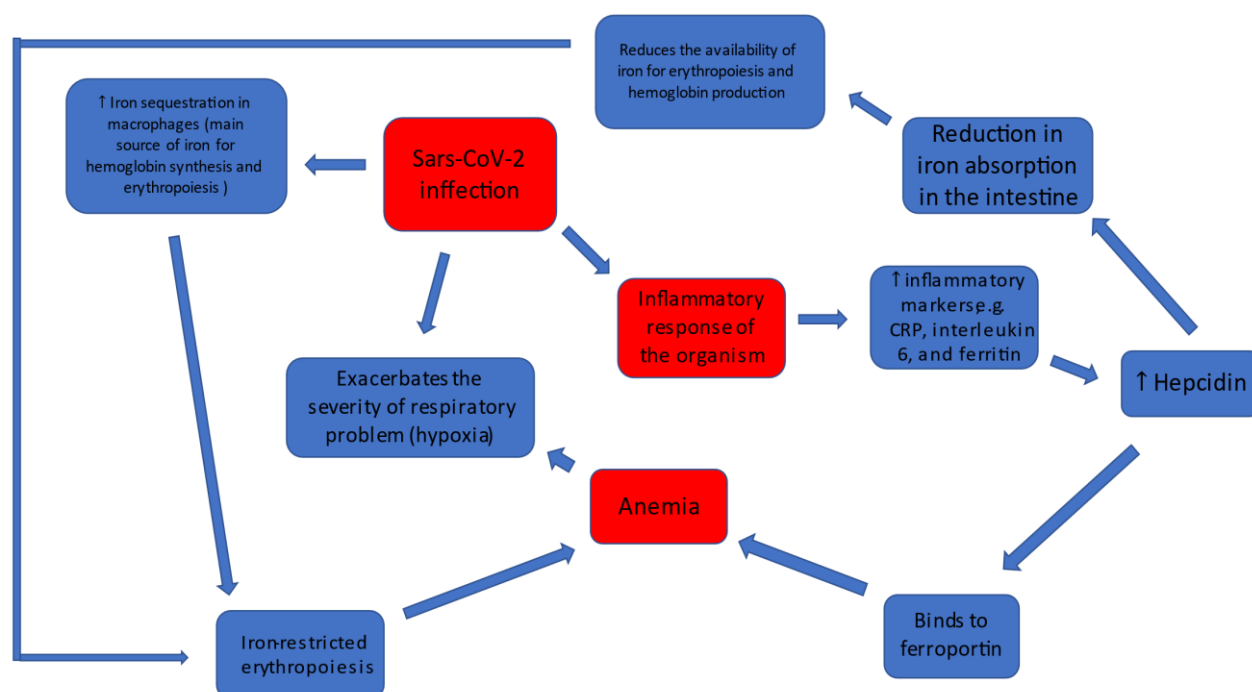 Reduces the availability of
iron for erythropoiesis and
hemoglobin production
↑ Iron sequestration in
macrophages (main
source of iron for
hemoglobin synthesis and
erythropoiesis )
Sars-CoV-2
inffection
Reduction in
iron absorption
in the intestine
Inflammatory
response of
the organism
↑ inflammatory
markers,e.g.
CRP, interleukin
6, and ferritin
↑ Hepcidin
Exacerbates the
severity of respiratory
problem (hypoxia)
Anemia
Iron-restricted
erythropoiesis
Binds to
ferroportin